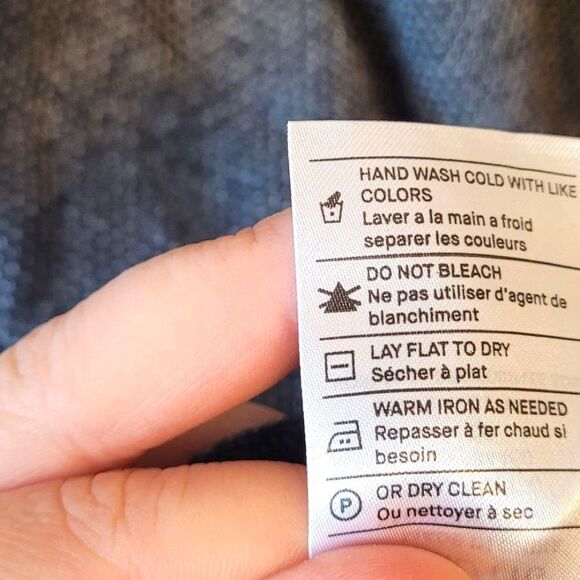 HAND WASH COLD WITH LIKE
COLORS
Laver a la main a froid
separer les couleurs
DO NOT BLEACH
Ne pas utiliser d'agent de
blanchiment
LAY FLAT TO DRY
Sécher à plat
WARM IRON AS NEEDED
Repasser à fer chaud si
besoin
P OR DRY CLEAN
Ou nettoyer à sec